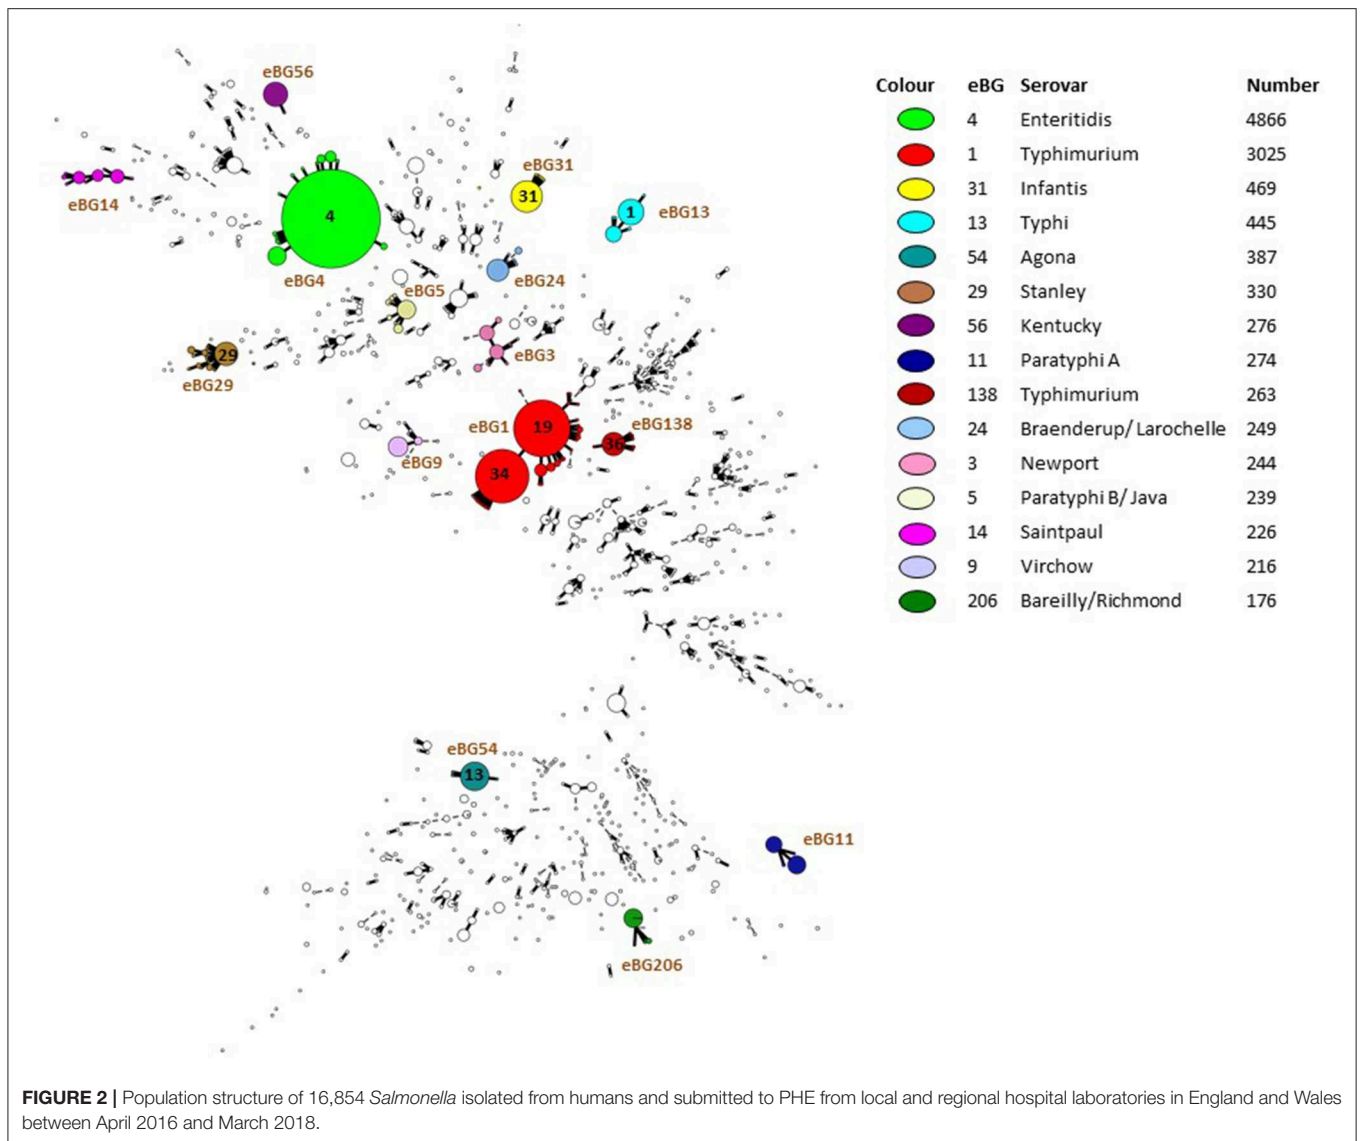 Colour eBG Serovar Number
4 Enteritidis 4866
1 Typhimurium 3025
31 Infantis 469
13 Typhi 445
54 Agona 387
29 Stanley 330
56 Kentucky 276
11 Paratyphi A 274
138 Typhimurium 263
24 Braenderup/Larochelle 249
3 Newport 244
5 Paratyphi B/Java 239
14 Saintpaul 226
9 Virchow 216
206 Bareilly/Richmond 176
eBG56
eBG31
31
eBG14
1
eBG13
4
eBG4
eBG24
eBG5
29
eBG3
eBG29
eBG1
19
eBG138
36
eBG9
34
eBG54
13
eBG11
eBG206
FIGURE 2 | Population structure of 16,854 Salmonella isolated from humans and submitted to PHE from local and regional hospital laboratories in England and Wales
between April 2016 and March 2018.